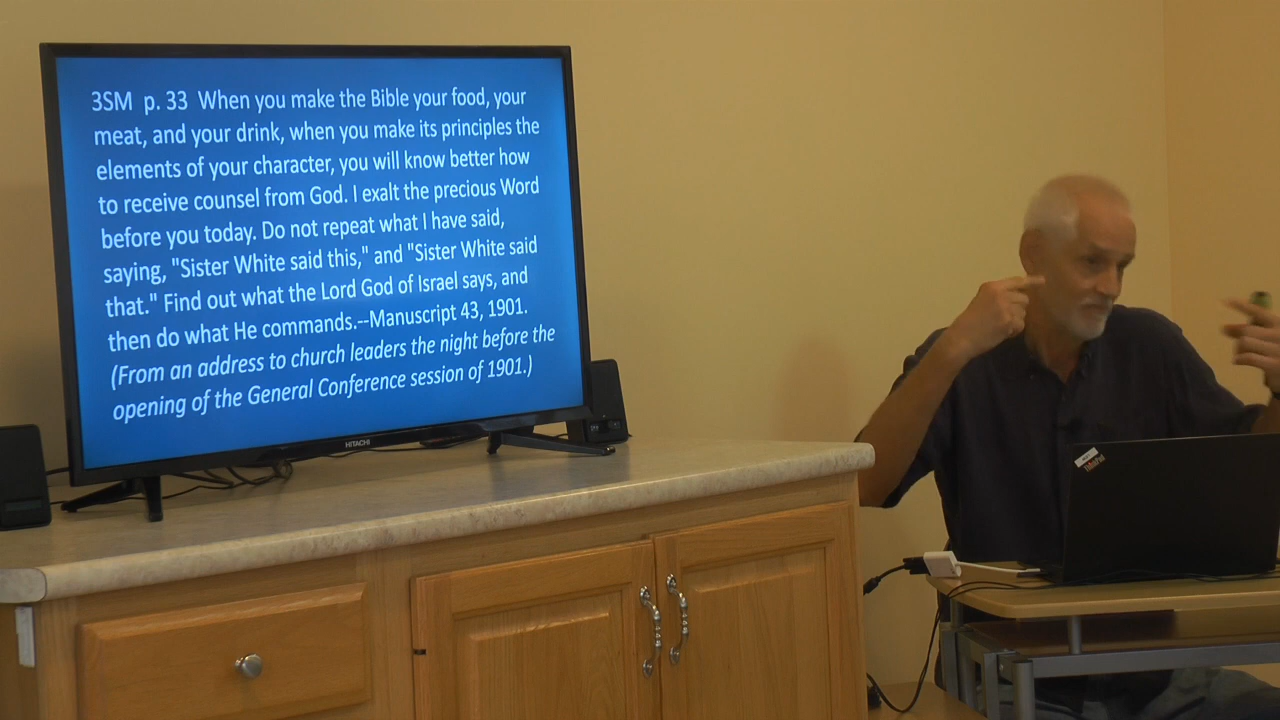 3SM p. 33 When you make the Bible your food, your
meat, and your drink, when you make its principles the
elements of your character, you will know better how
to receive counsel from God. I exalt the precious Word
before you today. Do not repeat what I have said,
saying, "Sister White said this," and "Sister White said
that." Find out what the Lord God of Israel says, and
then do what He commands.--Manuscript 43, 1901.
(From an address to church leaders the night before the
opening of the General Conference session of 1901.)
HITACHI
ThinkPad